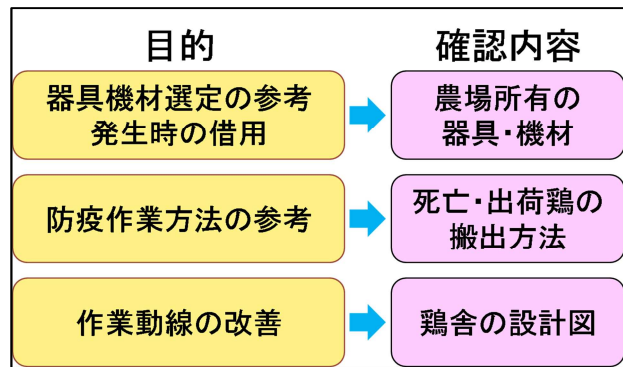 目的
確認内容
器具機材選定の参考
発生時の借用
農場所有の
器具・機材
防疫作業方法の参考
死亡・出荷鶏の
搬出方法
作業動線の改善
鶏舎の設計図